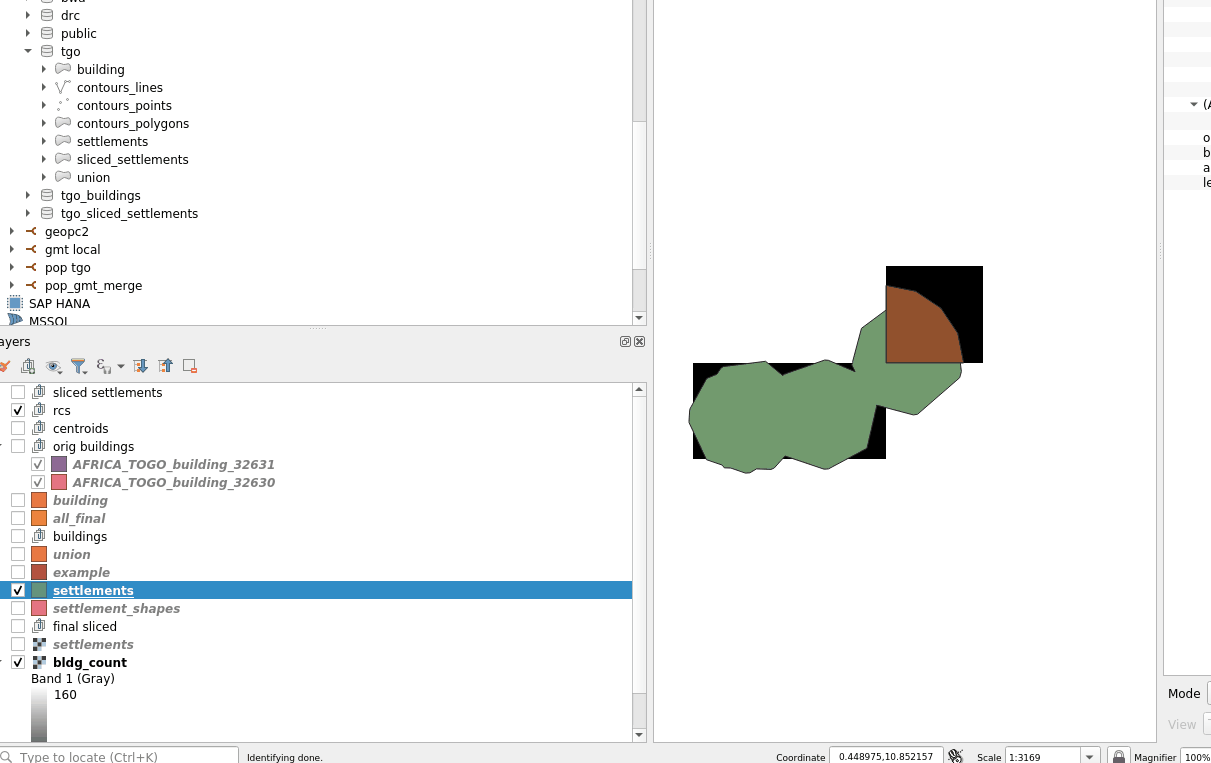 drc
public
tgo
building
contours_lines
contours_points
contours_polygons
settlements
sliced_settlements
union
tgo_buildings
tgo_sliced_settlements
geopc2
gmt local
pop tgo
pop_gmt_merge
SAP HANA
MSSQL
ayers
sliced settlements
rcs
centroids
orig buildings
AFRICA_TOGO_building_32631
AFRICA_TOGO_building_32630
building
all_final
buildings
union
example
settlements
settlement_shapes
final sliced
settlements
bldg_count
Band 1 (Gray)
160
Mode
View
Type to locate (Ctrl+K)
Identifying done.
Coordinate 0.448975,10.852157
Scale 1:3169
Magnifier 100%